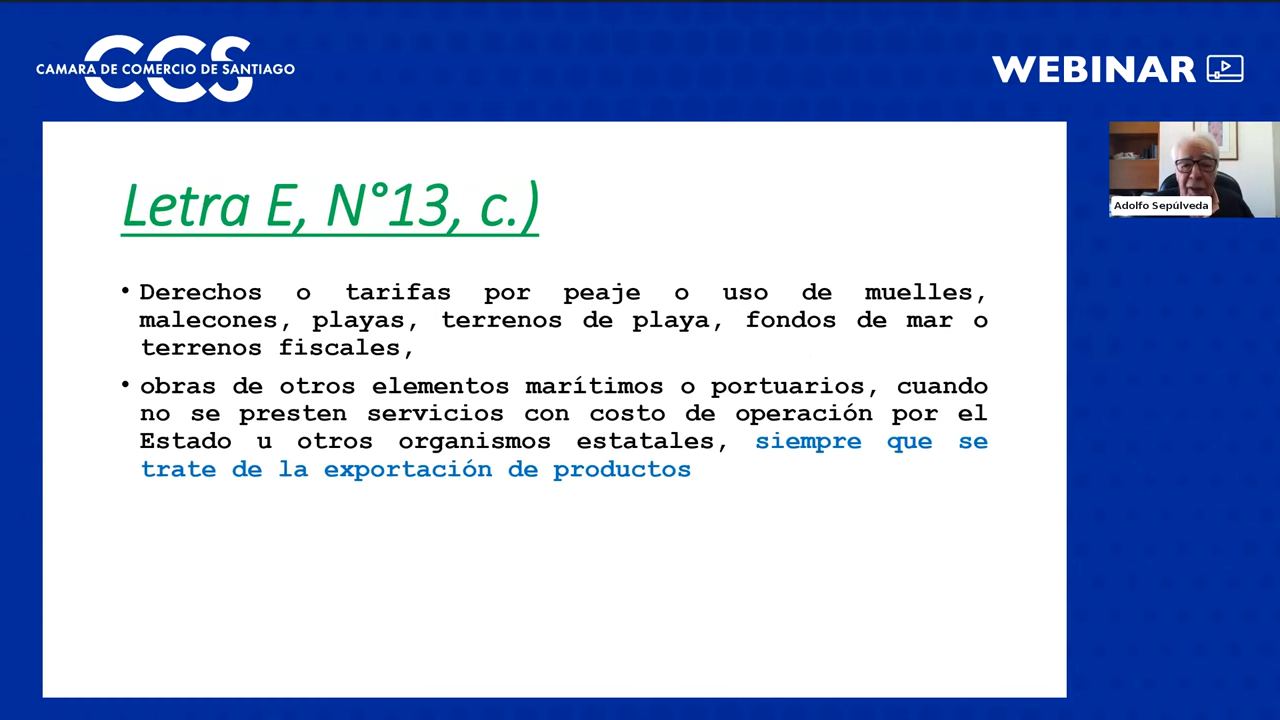 CCS
CAMARA DE COMERCIO DE SANTIAGO
WEBINAR
Letra E, N°13, c.)
• Derechos o tarifas por peaje o uso de muelles,
malecones, playas, terrenos de playa, fondos de mar o
terrenos fiscales,
• obras de otros elementos marítimos o portuarios, cuando
no se presten servicios con costo de operación por el
Estado u otros organismos estatales, siempre que se
trate de la exportación de productos
Adolfo Sepúlveda